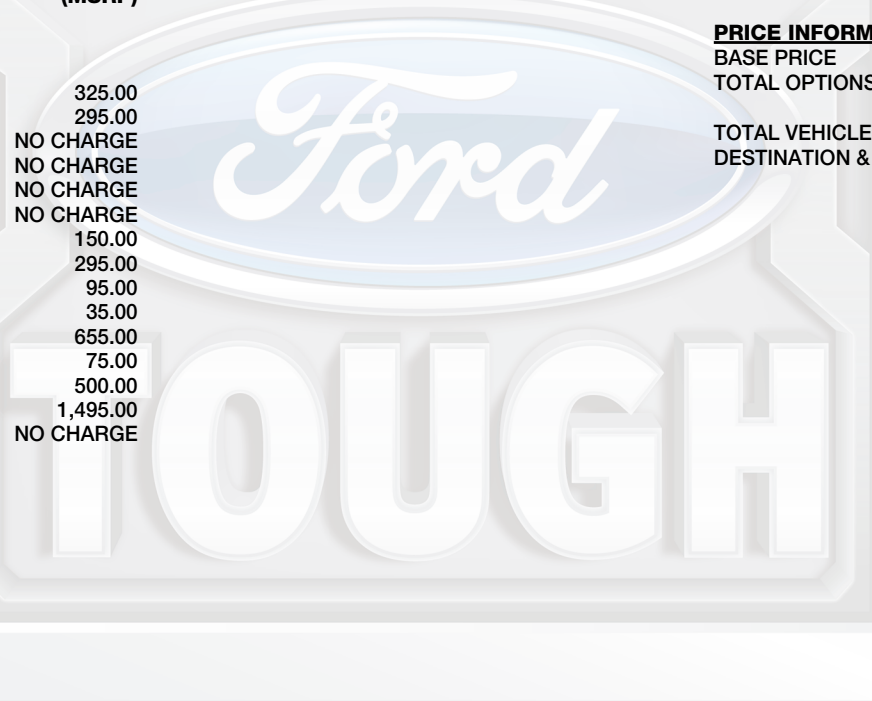 (MSRP)
325.00
295.00
NO CHARGE
NO CHARGE
NO CHARGE
NO CHARGE
150.00
295.00
95.00
35.00
655.00
75.00
500.00
1,495.00
NO CHARGE
PRICE INFORM
BASE PRICE
TOTAL OPTIONS
TOTAL VEHICLE
DESTINATION &
Ford
TOUGH